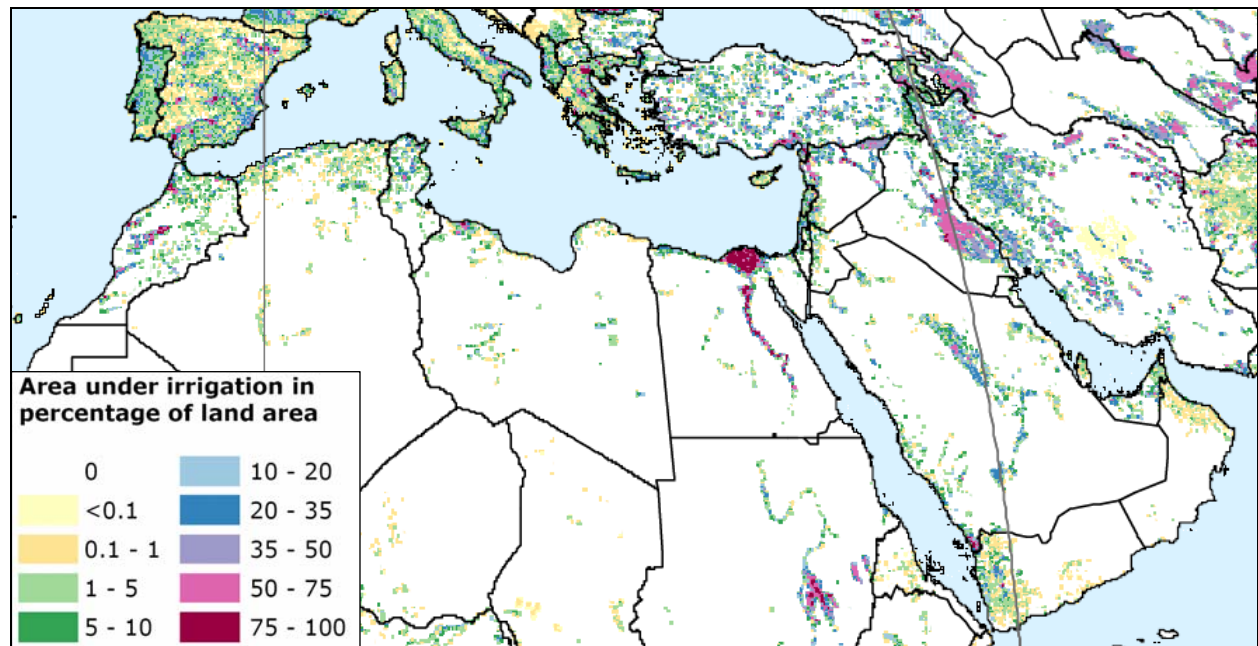 Area under irrigation in
percentage of land area
0
<0.1
0.1 - 1
1 - 5
5 - 10
10 - 20
20 - 35
35 - 50
50 - 75
75 - 100